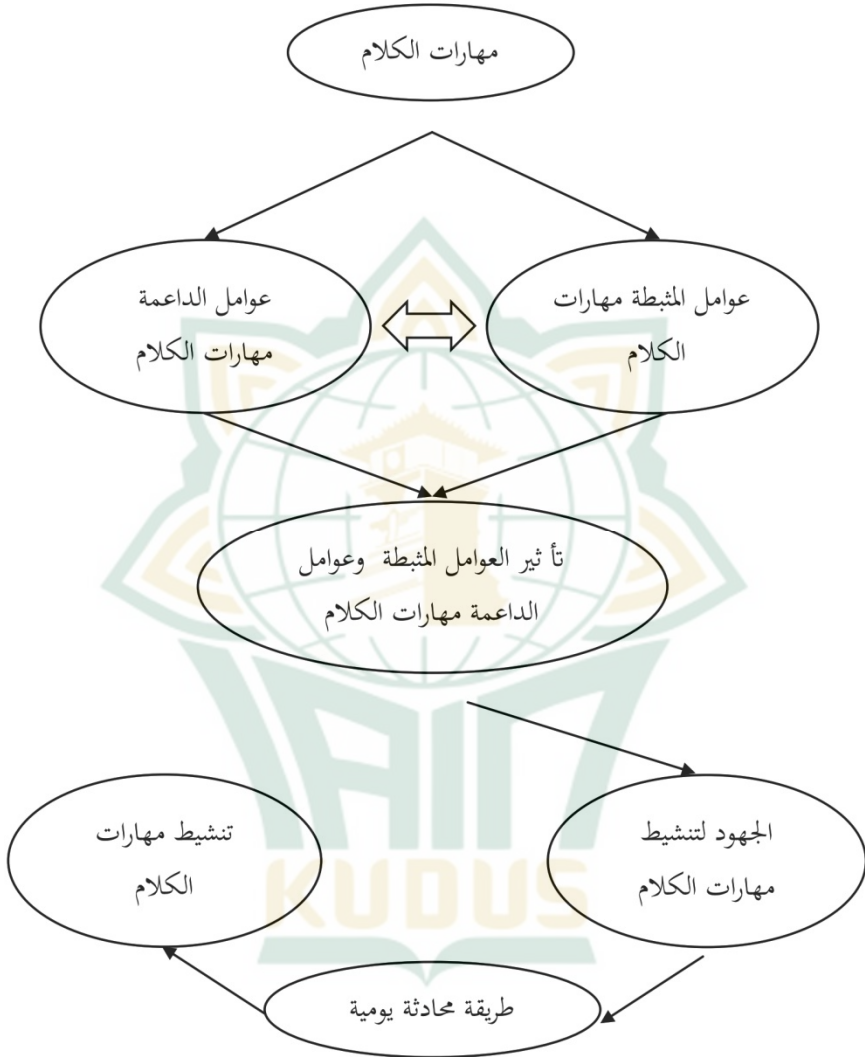 مهارات الكلام
عوامل المثبطة مهارات
الكلام
عوامل الداعمة
مهارات الكلام
تأ ثير العوامل المثبطة وعوامل
الداعمة مهارات الكلام
الجهود لتنشيط
مهارات الكلام
تنشيط مهارات
الكلام
طريقة محادثة يومية
IAIN
KUDUS